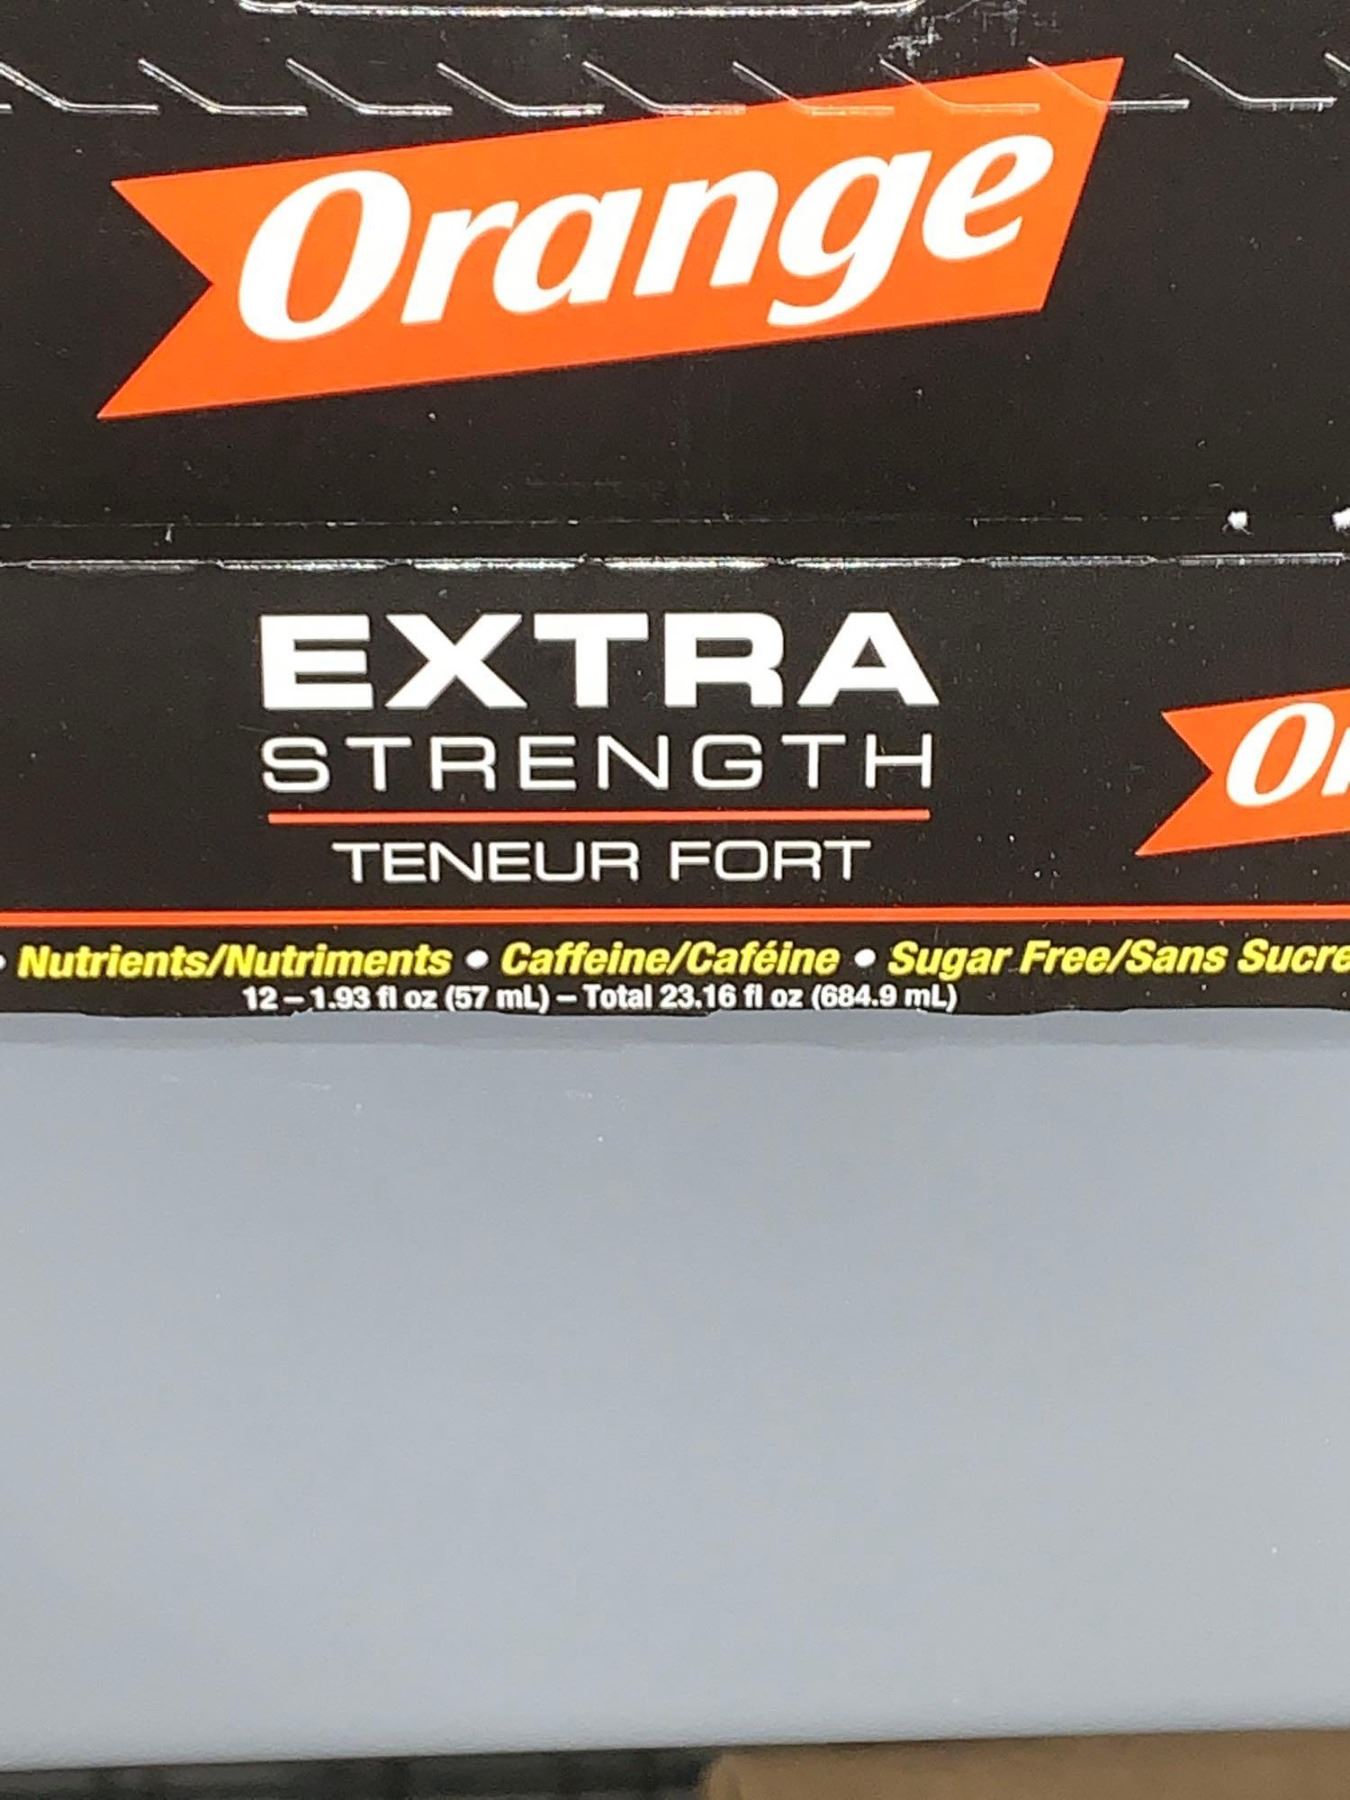 Orange
EXTRA
STRENGTH
TENEUR FORT
• Nutrients/Nutriments • Caffeine/Caféine • Sugar Free/Sans Sucre
12 – 1.93 fl oz (57 mL) – Total 23.16 fl oz (684.9 mL)